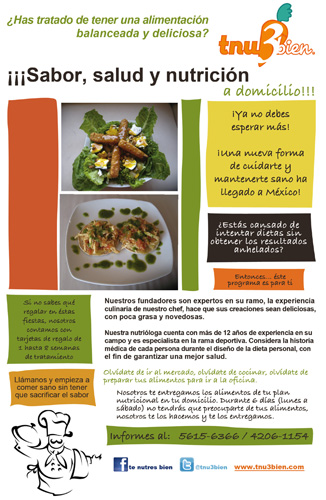 ¿Has tratado de tener una alimentación
balanceada y deliciosa?
tnu3
bien.
¡¡¡Sabor, salud y nutrición
a domicilio!!!
¡Ya no debes
esperar más!
¡una nueva forma
de cuidarte y
mantenerte sano ha
llegado a México!
¿Estás cansado de
intentar dietas sin
obtener los resultados
anhelados?
Entonces... éste
programa es para ti
Si no sabes qué
regalar en éstas
fiestas, nosotros
contamos con
tarjetas de regalo de
1 hasta 8 semanas
de tratamiento
Nuestros fundadores son expertos en su ramo, la experiencia
culinaria de nuestro chef, hace que sus creaciones sean deliciosas,
con poca grasa y novedosas.
Nuestra nutrióloga cuenta con más de 12 años de experiencia en su
campo y es especialista en la rama deportiva. Considera la historia
médica de cada persona durante el diseño de la dieta personal, con
el fin de garantizar una mejor salud.
Llámanos y empieza a
comer sano sin tener
que sacrificar el sabor
Olvídate de ir al mercado, olvídate de cocinar, olvídate de
preparar tus alimentos para ir a la oficina.
Nosotros te entregamos los alimentos de tu plan
nutricional en tu domicilio. Durante 6 días (lunes a
sábado) no tendrás que preocuparte de tus alimentos,
nosotros te los hacemos y te los entregamos.
Informes al: 5615-6366 / 4206-1154
te nutres bien
@tnu3bien
www.tnu3bien.com